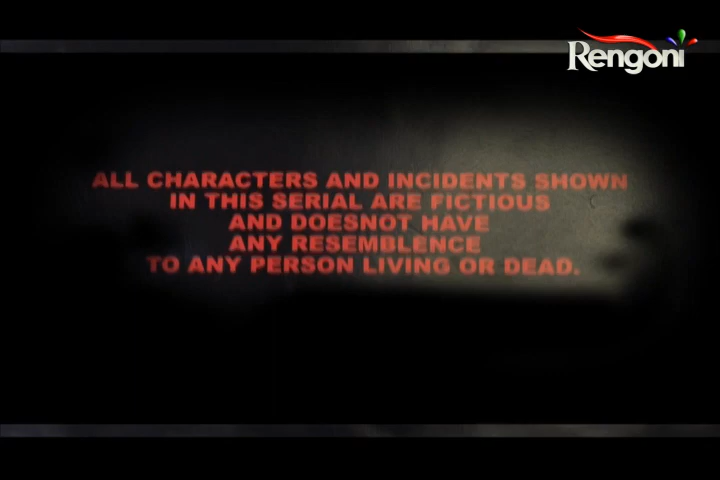 Rengoni
ALL CHARACTERS AND INCIDENTS SHOWN
IN THIS SERIAL ARE FICTIOUS
AND DOESNOT HAVE
ANY RESEMBLENCE
TO ANY PERSON LIVING OR DEAD.